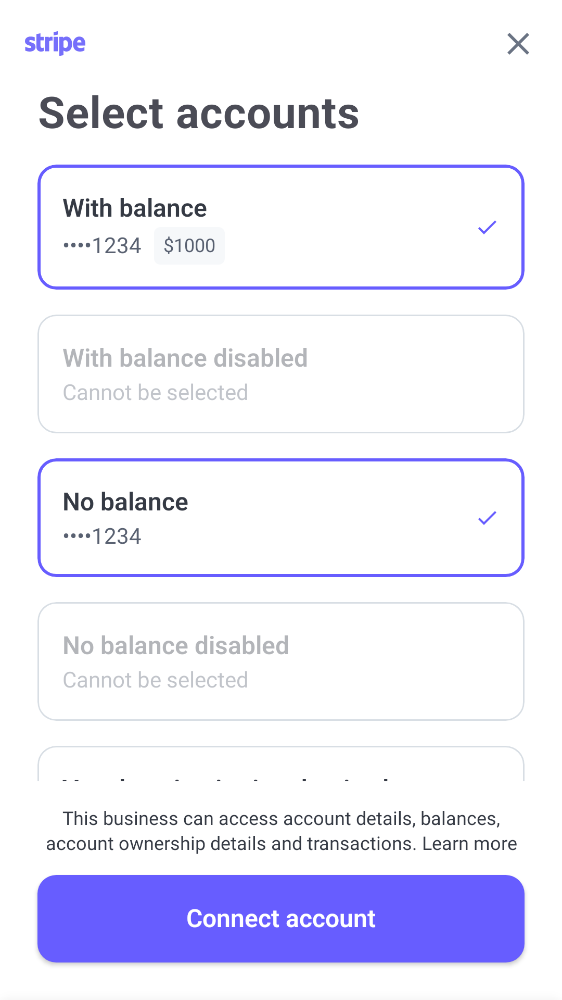 stripe
Select accounts
With balance
••••1234 $1000
With balance disabled
Cannot be selected
No balance
••••1234
No balance disabled
Cannot be selected
This business can access account details, balances,
account ownership details and transactions. Learn more
Connect account